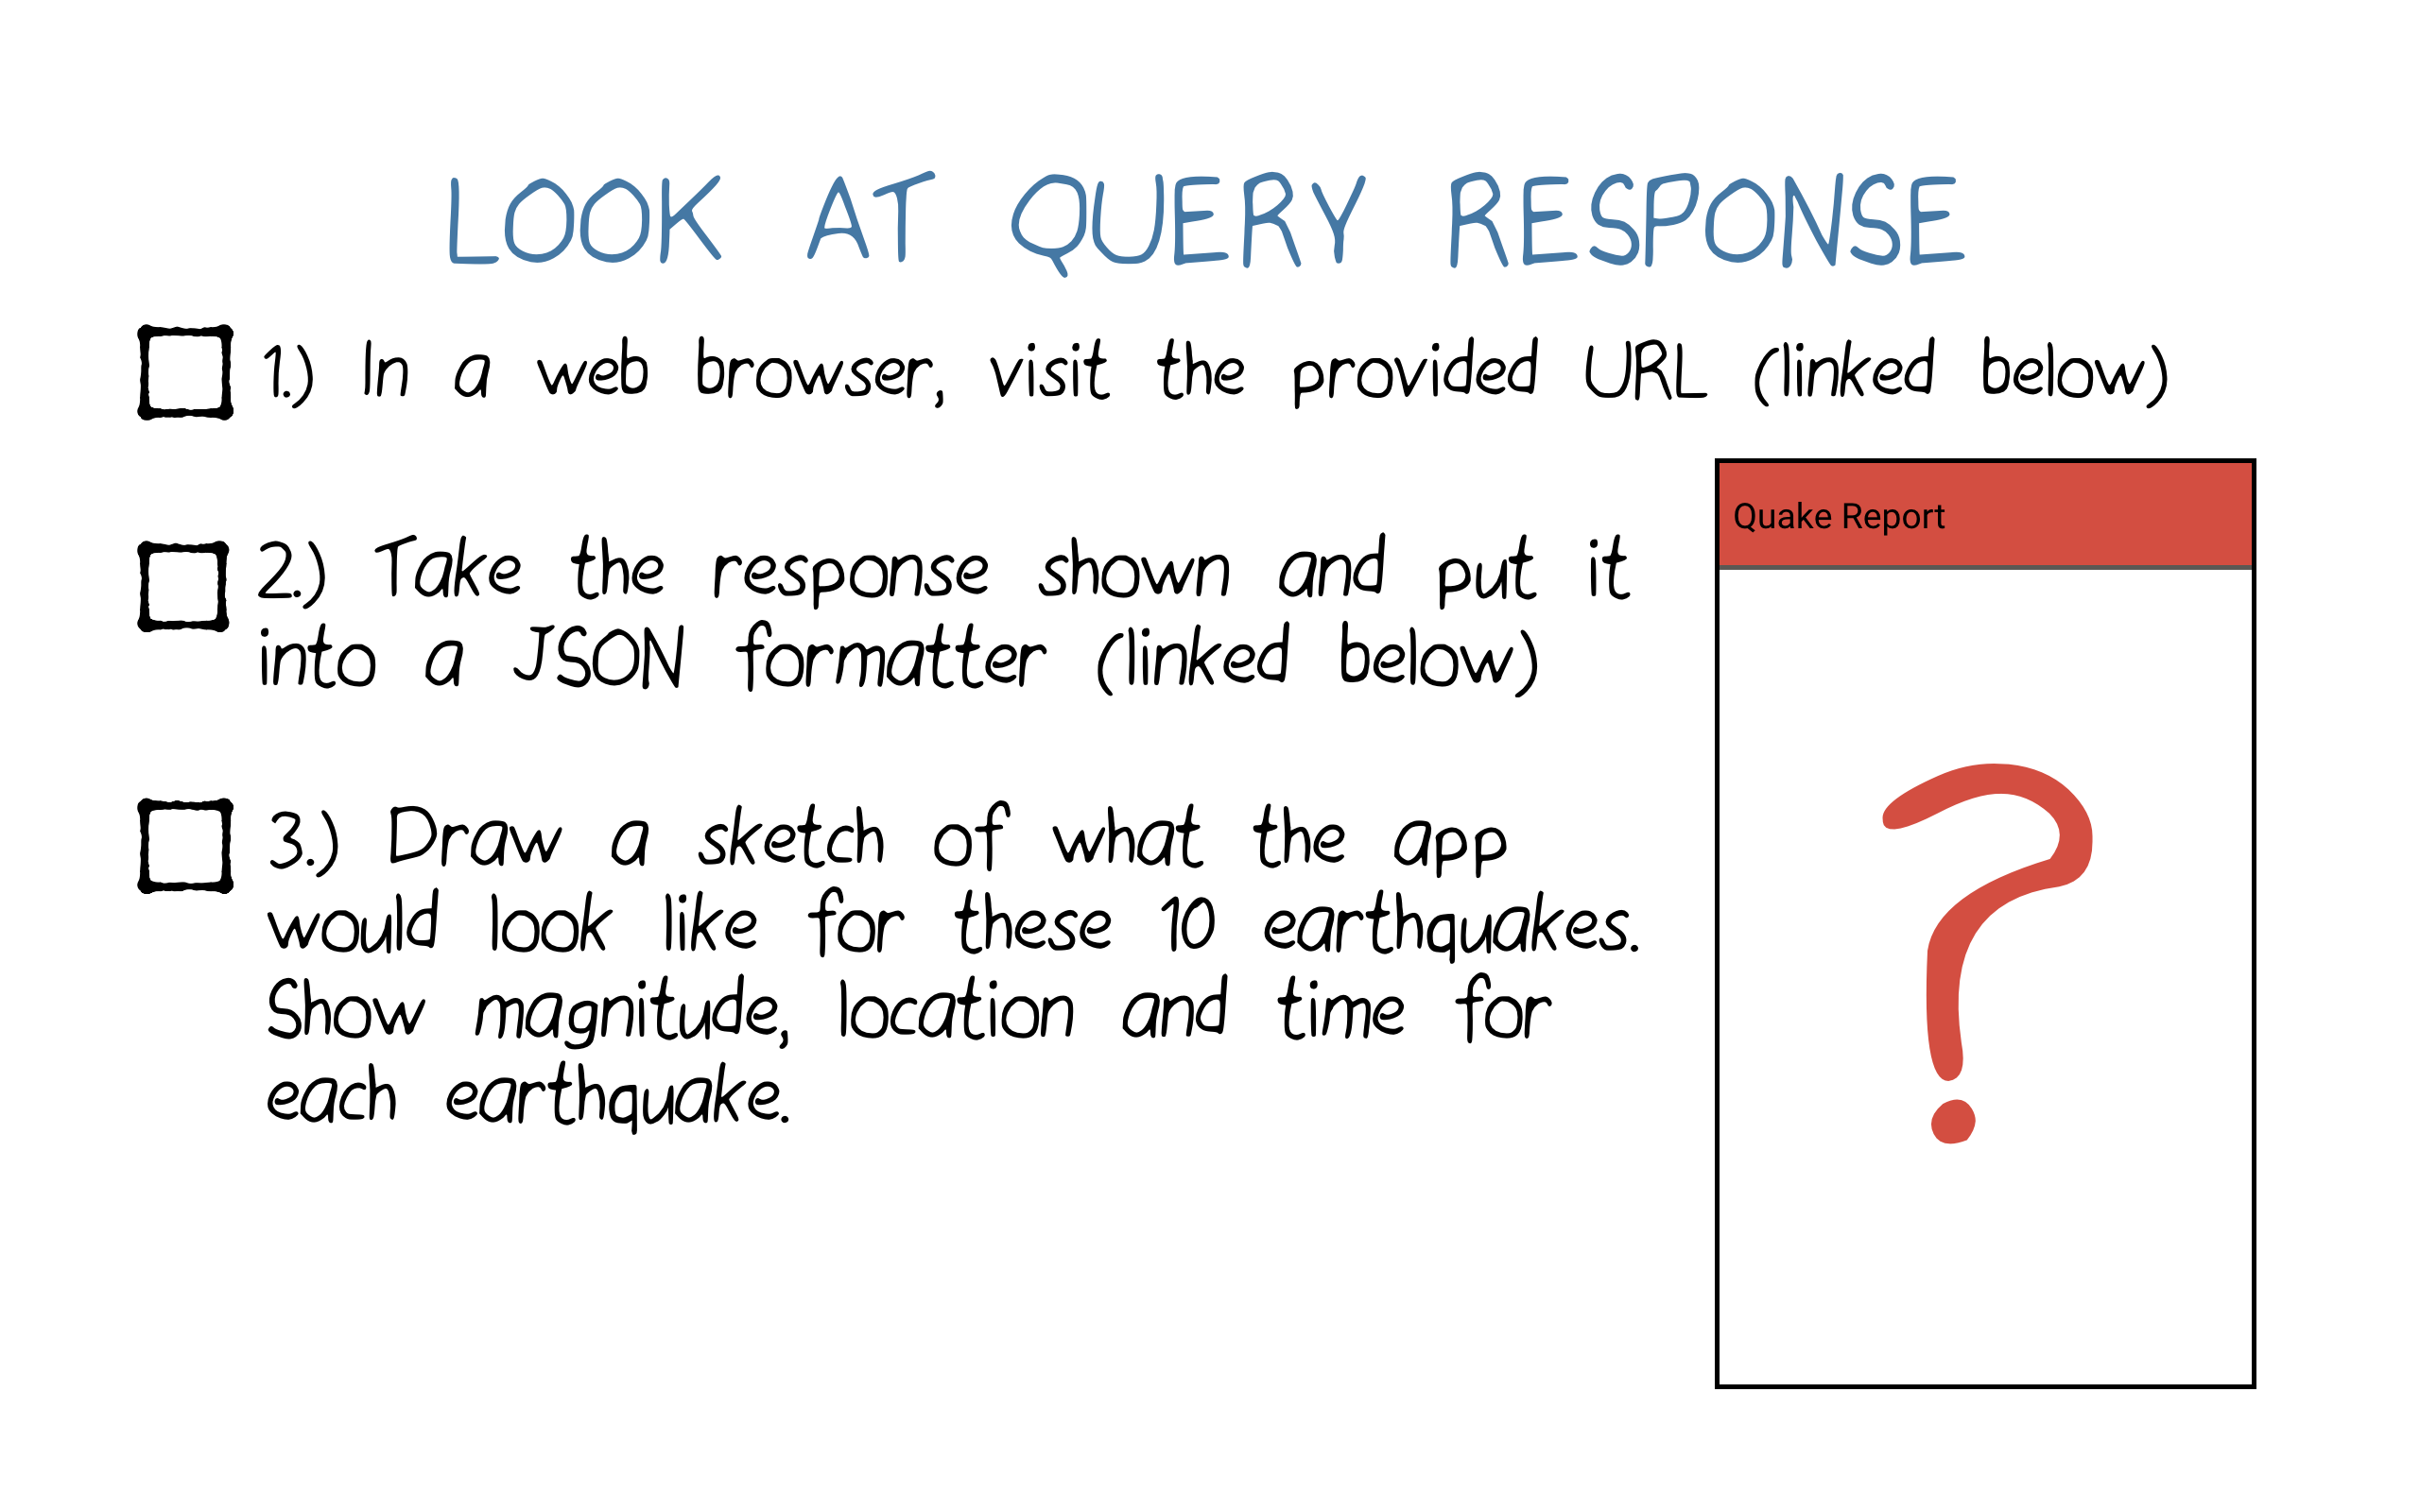 LOOK AT QUERY RESPONSE
1.) In a web browser, visit the provided URL (linked below)
2.) Take the response shown and put it
into a JSON formatter (linked below)
3.) Draw a sketch of what the app
would look like for these 10 earthquakes.
Show magnitude, location and time for
each earthquake.
Quake Report
?